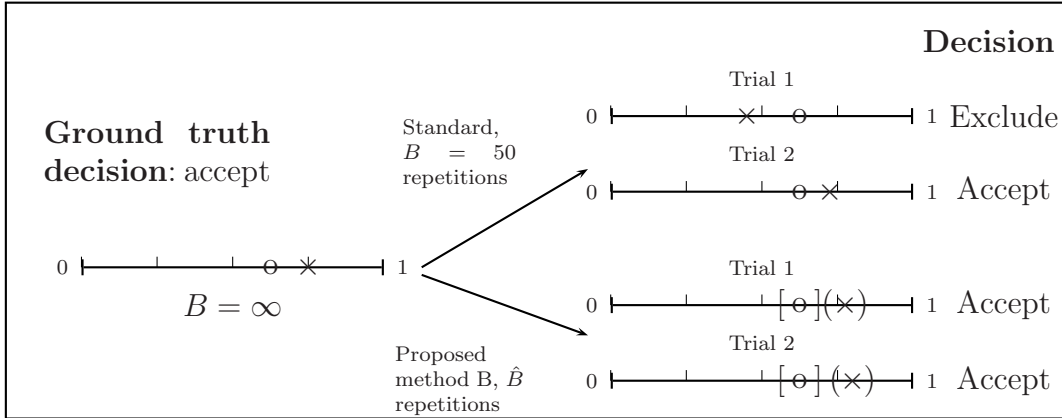 Decision
Trial 1
0 × o 1 Exclude
Standard,
B = 50
repetitions
Ground truth
decision: accept
Trial 2
0 o × 1 Accept
0 o × 1
B = ∞
Trial 1
0 [ o ] ( × ) 1 Accept
Trial 2
0 [ o ] ( × ) 1 Accept
Proposed
method B, B̂
repetitions